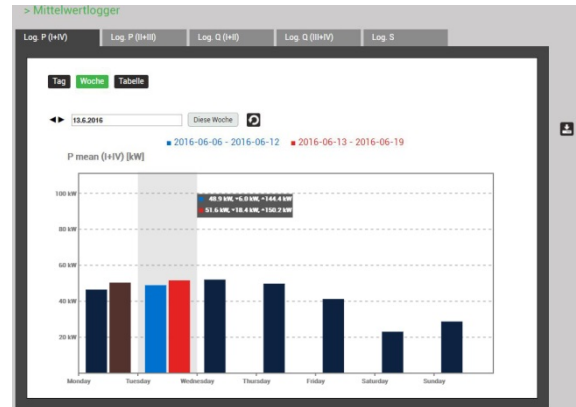 > Mittelwertlogger
Log. P (I+IV) Log. P (II+III) Log. Q (I+II) Log. Q (III+IV) Log. S
Tag Woche Tabelle
13.6.2016 Diese Woche
2016-06-06 - 2016-06-12 2016-06-13 - 2016-06-19
P mean (I+IV) [kW]
48.9 kW, 6.0 kW, 144.4 kW
51.6 kW, 18.4 kW, 150.2 kW
100 kW
80 kW
60 kW
40 kW
20 kW
Monday Tuesday Wednesday Thursday Friday Saturday Sunday